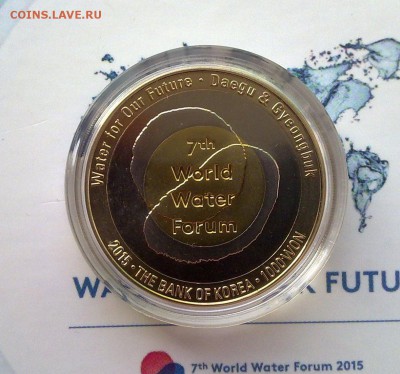 COINS.LAVE.RU
Water for Our Future · Daegu & Gyeongbuk
7th
World
Water
Forum
2015 · THE BANK OF KOREA · 1000·WON
WA
FUTU
7th World Water Forum 2015